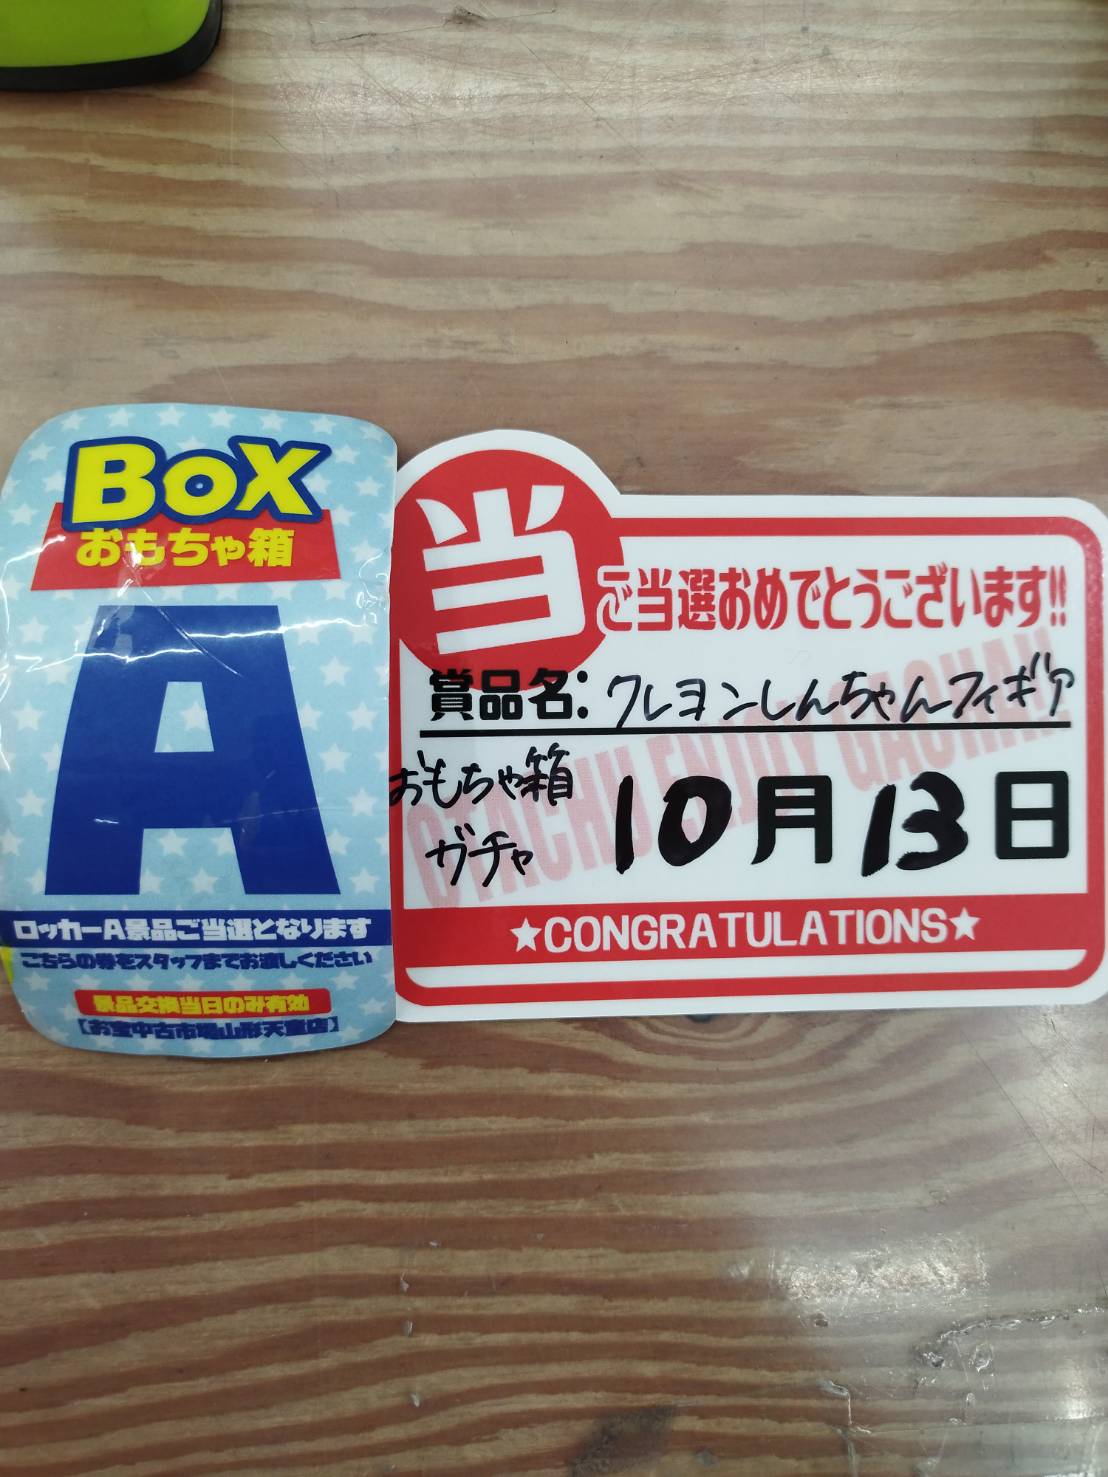 BOX
おもちゃ箱
A
ロッカーA景品ご当選となります
こちらの券をスタッフまでお渡しください
景品交換当日のみ有効
【お宝中古市場山形天童店】
当
ご当選おめでとうございます!!
賞品名:クレヨンしんちゃんフィギア
おもちゃ箱
ガチャ
10月13日
OTACHU ENJOY GACHA!!
★CONGRATULATIONS★